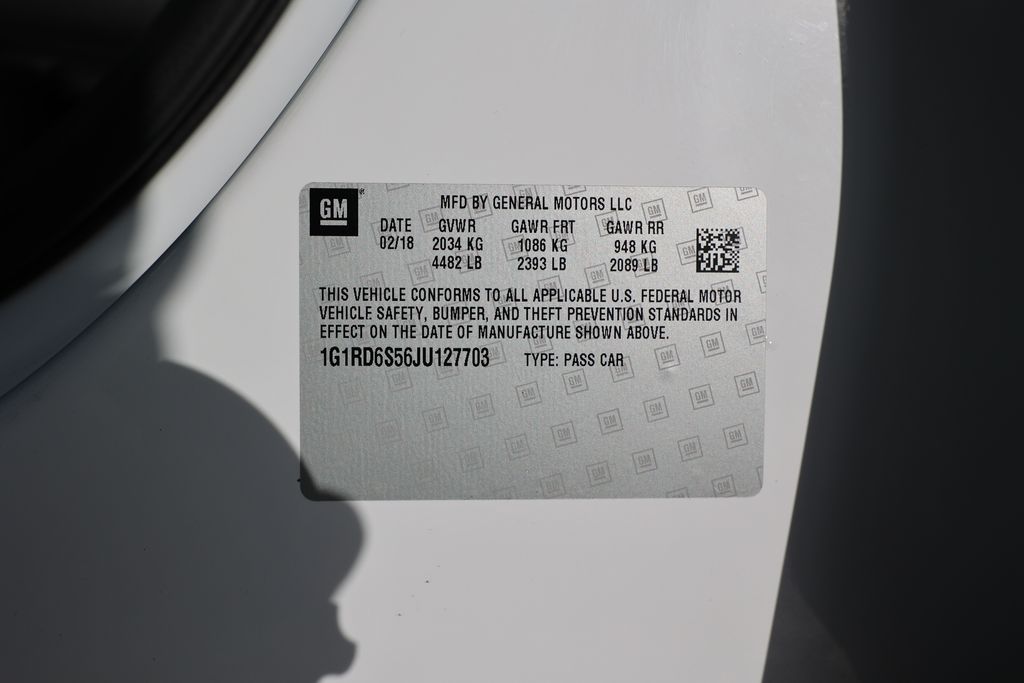 GM
MFD BY GENERAL MOTORS LLC
DATE GVWR GAWR FRT GAWR RR
02/18 2034 KG 1086 KG 948 KG
4482 LB 2393 LB 2089 LB
THIS VEHICLE CONFORMS TO ALL APPLICABLE U.S. FEDERAL MOTOR
VEHICLE SAFETY, BUMPER, AND THEFT PREVENTION STANDARDS IN
EFFECT ON THE DATE OF MANUFACTURE SHOWN ABOVE.
1G1RD6S56JU127703 TYPE: PASS CAR